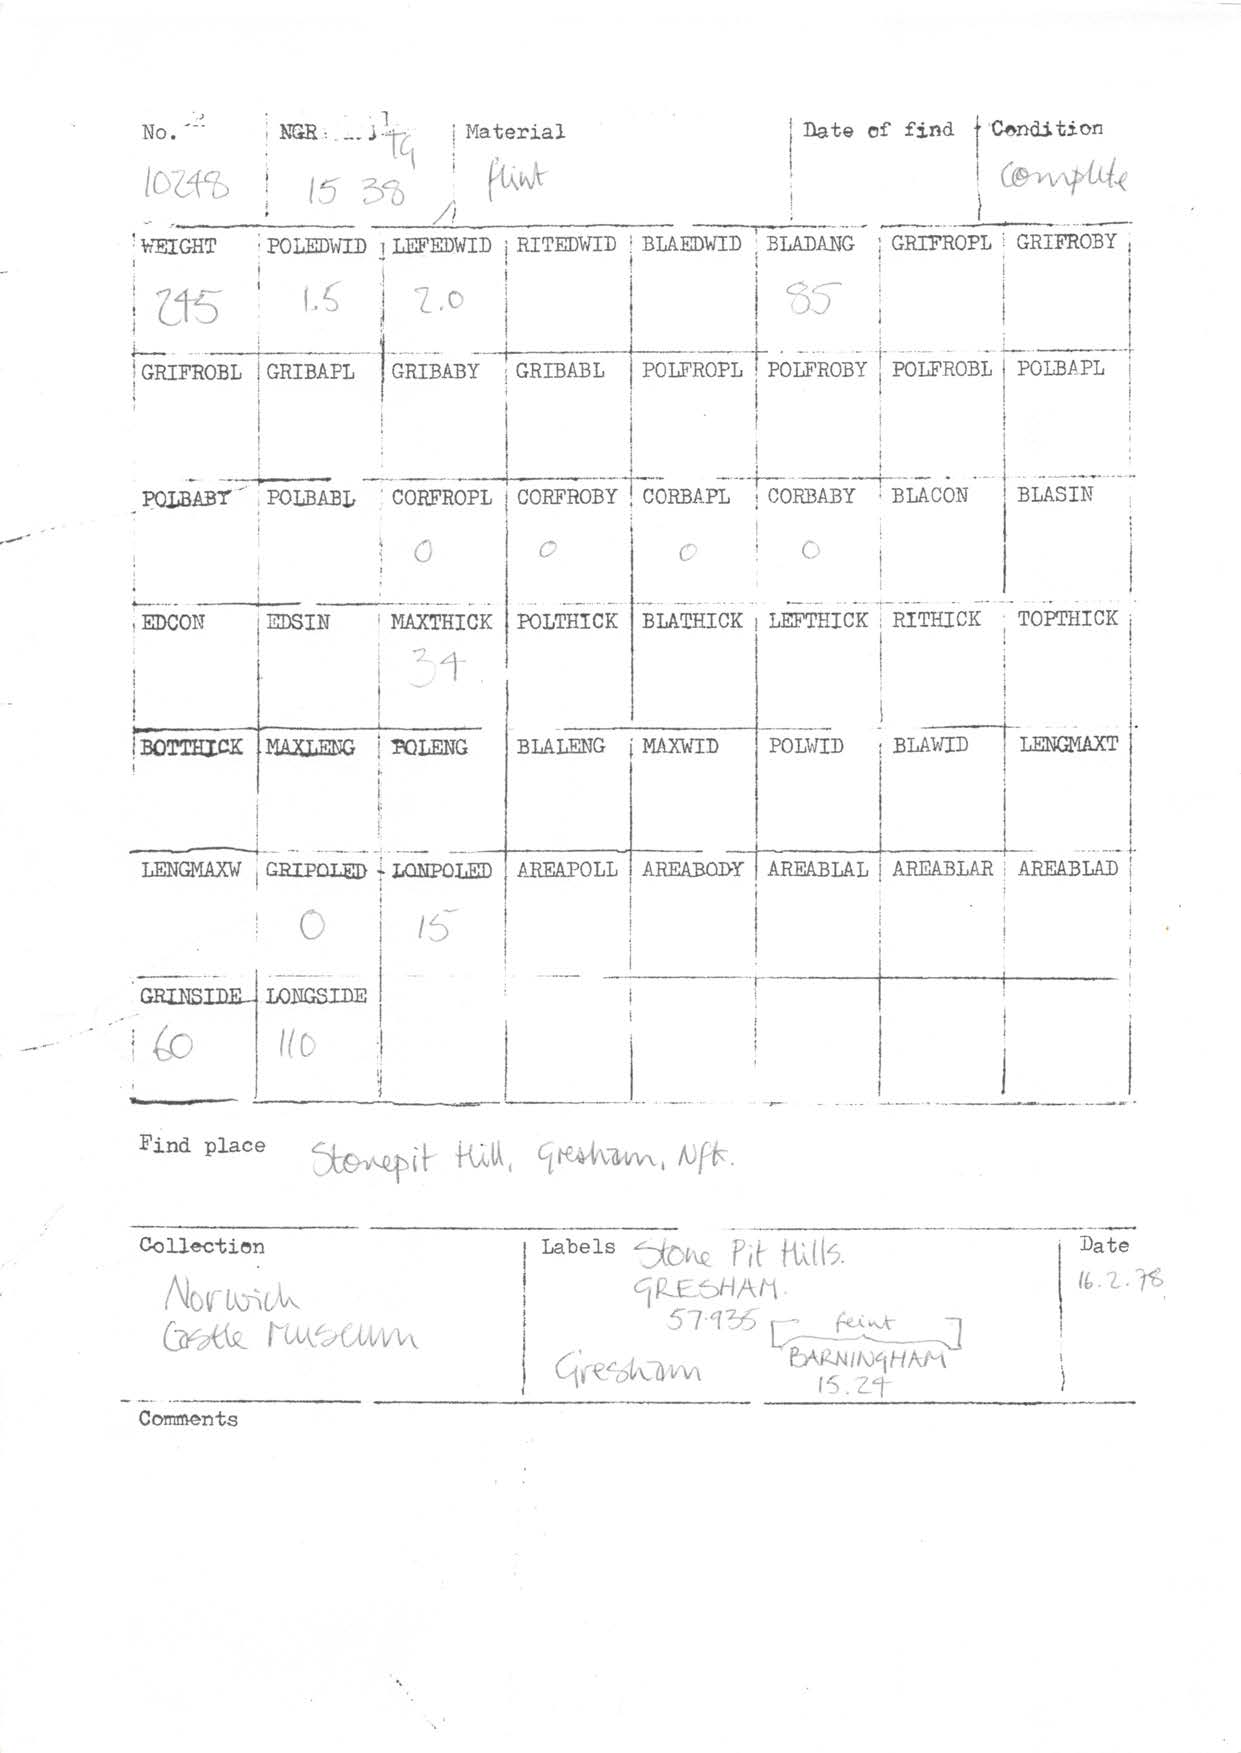 No. NGR Material Date of find Condition
TG
10248 15 38 flint complete
WEIGHT POLEDWID LEFEDWID RITEDWID BLAEDWID BLADANG GRIFROPL GRIFROBY
245 1.5 2.0 85
GRIFROBL GRIBAPL GRIBABY GRIBABL POLFROPL POLFROBY POLFROBL POLBAPL
POLBABY POLBABL CORFROPL CORFROBY CORBAPL CORBABY BLACON BLASIN
0 0 0 0
EDCON EDSIN MAXTHICK POLTHICK BLATHICK LEFTHICK RITHICK TOPTHICK
34
BOTTHICK MAXLENG POLENG BLALENG MAXWID POLWID BLAWID LENGMAXT
LENGMAXW GRIPOLED LONPOLED AREAPOLL AREABODY AREABLAL AREABLAR AREABLAD
0 15
GRINSIDE LONGSIDE
60 110
Find place Stonepit Hill, Gresham, Nfk.
Collection Labels Stone Pit Hills. Date
Norwich GRESHAM. 16.2.78
Castle Museum 57.935 [feint]
Gresham BARNINGHAM
15.24
Comments